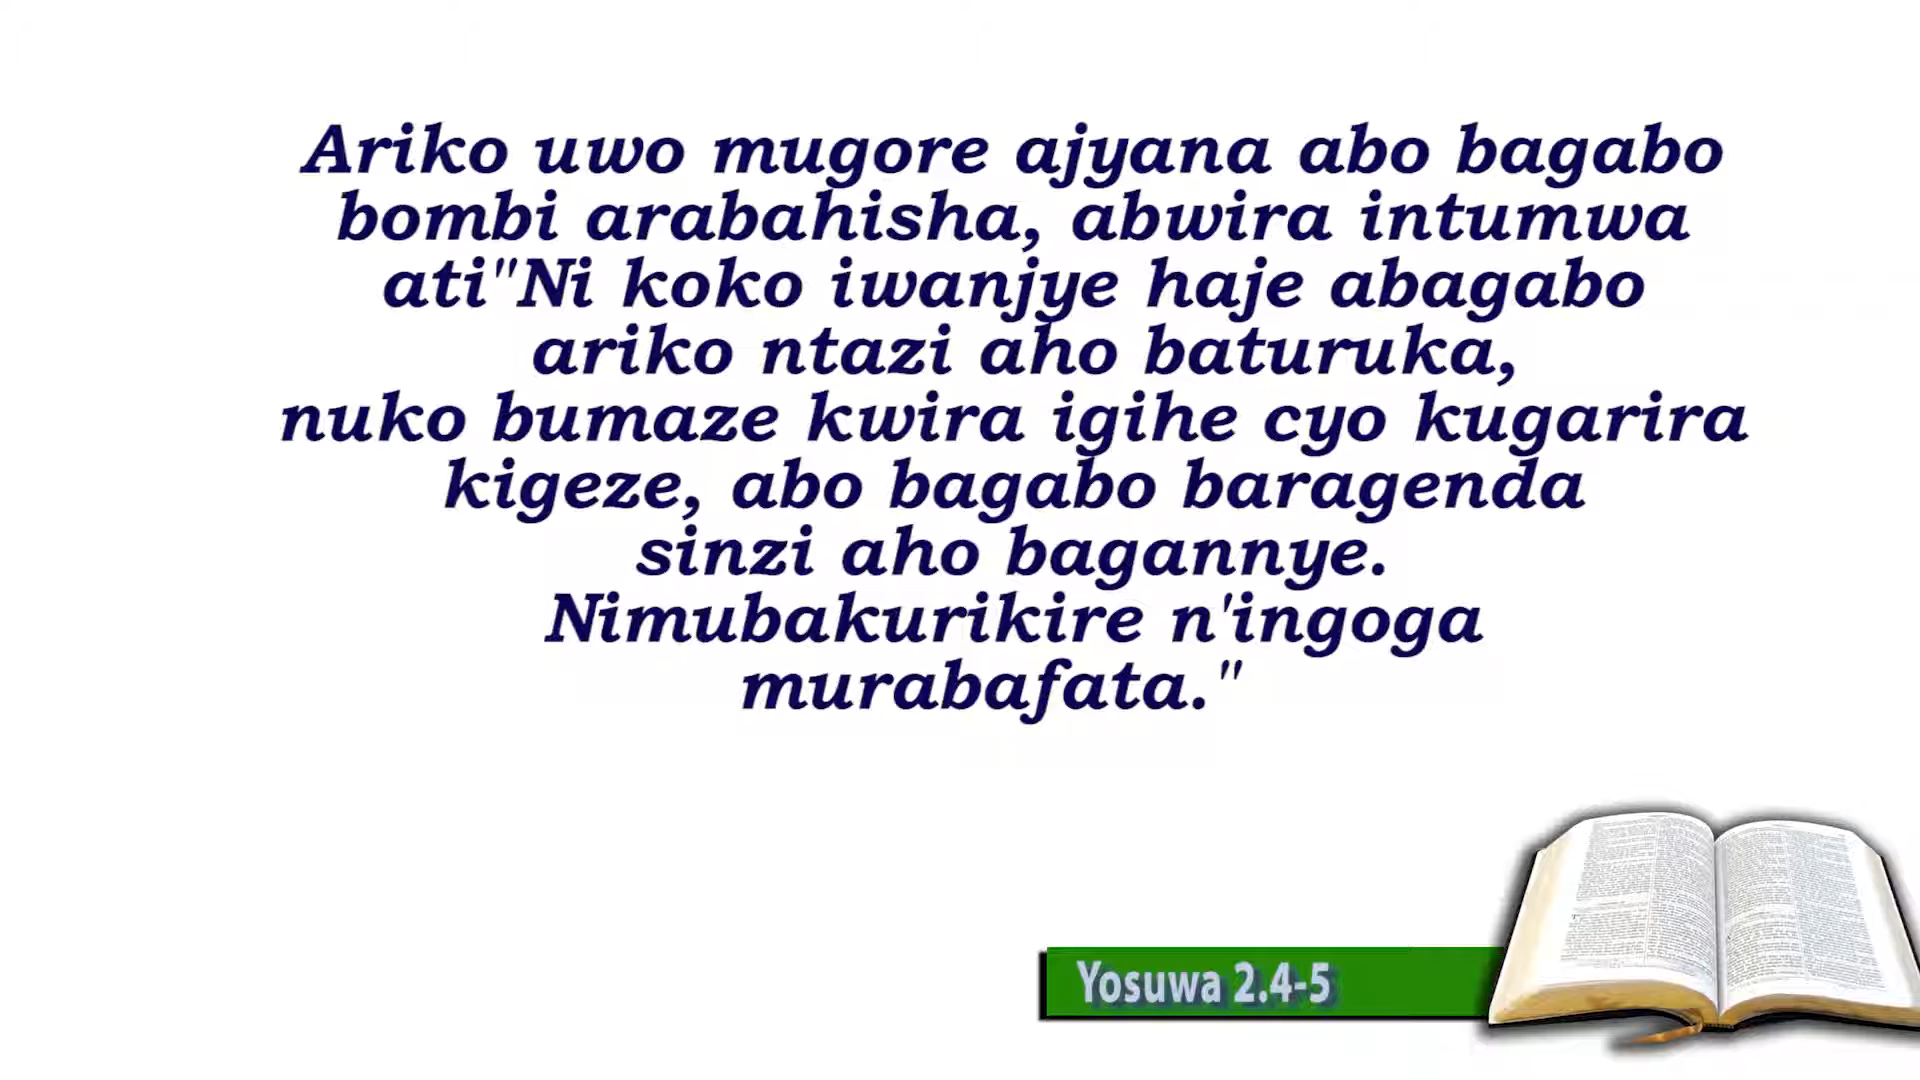 Ariko uwo mugore ajyana abo bagabo
bombi arabahisha, abwira intumwa
ati"Ni koko iwanjye haje abagabo
ariko ntazi aho baturuka,
nuko bumaze kwira igihe cyo kugarira
kigeze, abo bagabo baragenda
sinzi aho bagannye.
Nimubakurikire n'ingoga
murabafata."
Yosuwa 2.4-5